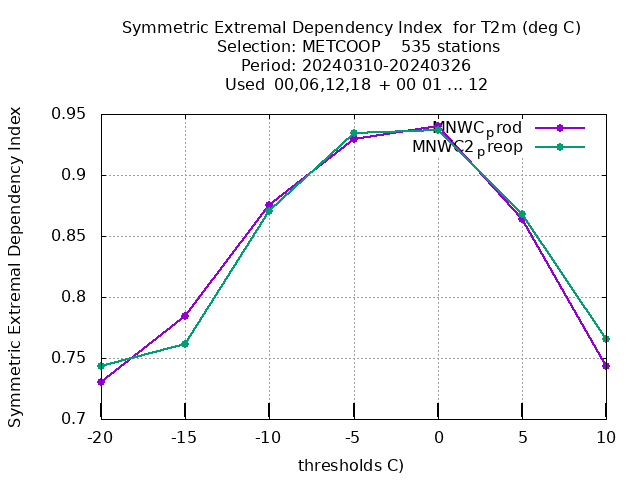 Symmetric Extremal Dependency Index  for T2m (deg C)
Selection: METCOOP    535 stations
Period: 20240310-20240326
Used  00,06,12,18 + 00 01 ... 12
Symmetric Extremal Dependency Index
0.95
0.9
0.85
0.8
0.75
0.7
MNWCprod
MNWC2preop
-20 -15 -10 -5 0 5 10
thresholds C)